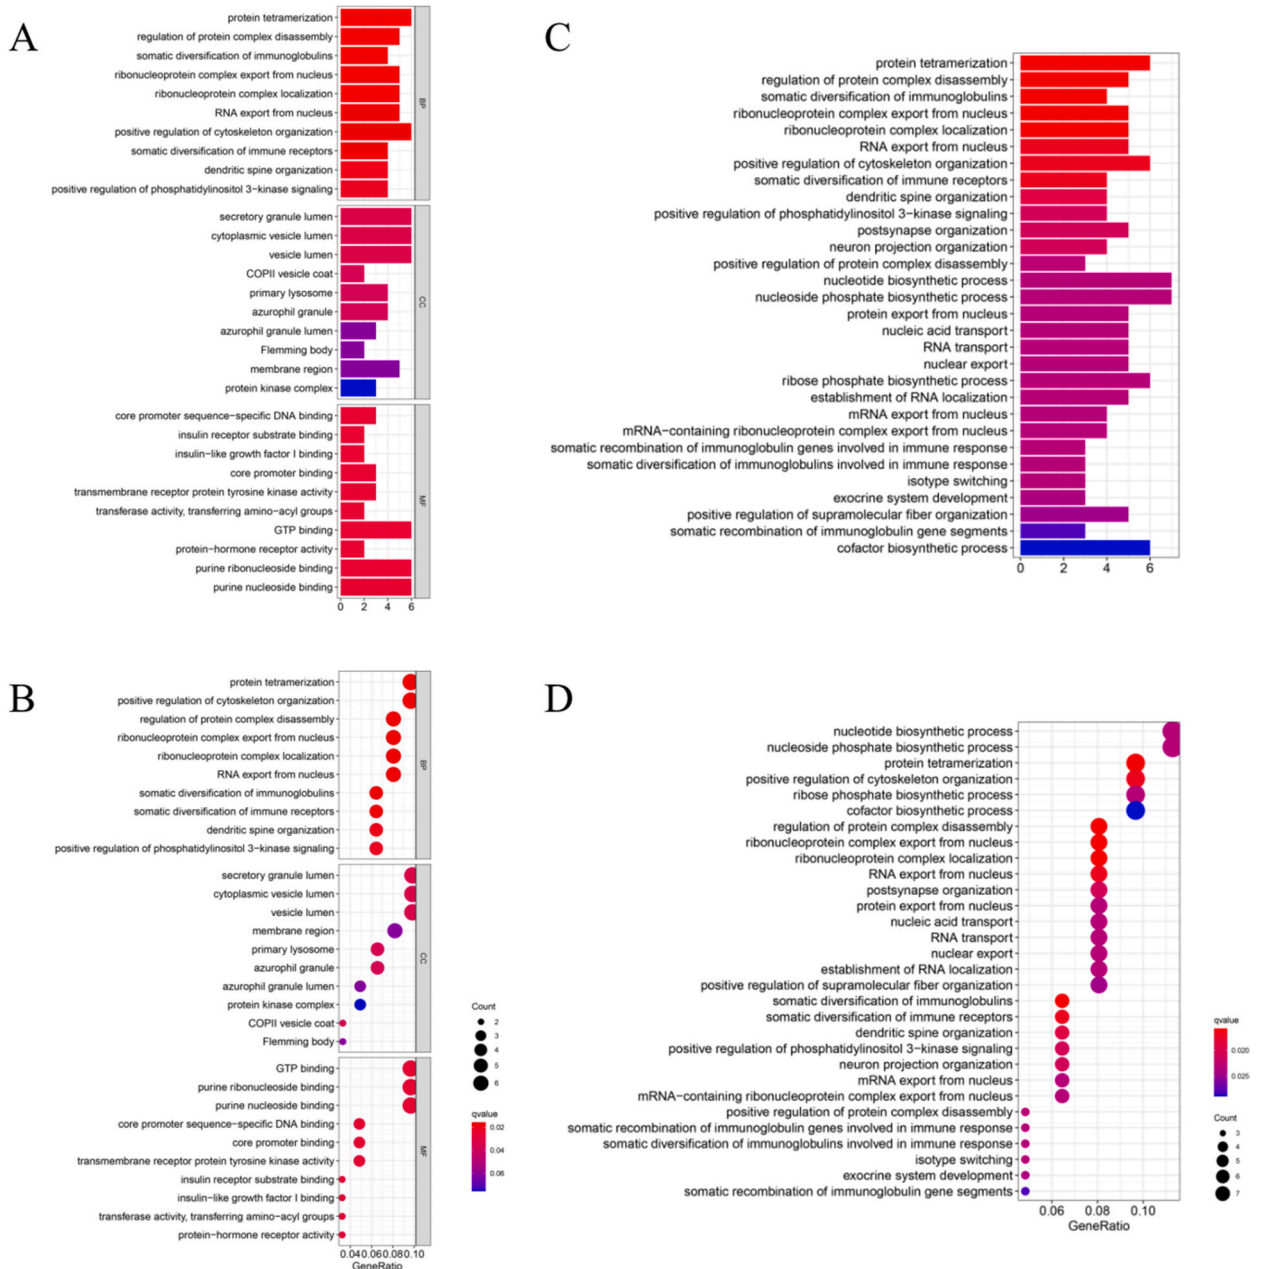 A
protein tetramerization
regulation of protein complex disassembly
somatic diversification of immunoglobulins
ribonucleoprotein complex export from nucleus
ribonucleoprotein complex localization
RNA export from nucleus
positive regulation of cytoskeleton organization
somatic diversification of immune receptors
dendritic spine organization
positive regulation of phosphatidylinositol 3−kinase signaling
BP
secretory granule lumen
cytoplasmic vesicle lumen
vesicle lumen
COPII vesicle coat
primary lysosome
azurophil granule
azurophil granule lumen
Flemming body
membrane region
protein kinase complex
CC
core promoter sequence−specific DNA binding
insulin receptor substrate binding
insulin−like growth factor I binding
core promoter binding
transmembrane receptor protein tyrosine kinase activity
transferase activity, transferring amino−acyl groups
GTP binding
protein−hormone receptor activity
purine ribonucleoside binding
purine nucleoside binding
MF
0 2 4 6
C
protein tetramerization
regulation of protein complex disassembly
somatic diversification of immunoglobulins
ribonucleoprotein complex export from nucleus
ribonucleoprotein complex localization
RNA export from nucleus
positive regulation of cytoskeleton organization
somatic diversification of immune receptors
dendritic spine organization
positive regulation of phosphatidylinositol 3−kinase signaling
postsynapse organization
neuron projection organization
positive regulation of protein complex disassembly
nucleotide biosynthetic process
nucleoside phosphate biosynthetic process
protein export from nucleus
nucleic acid transport
RNA transport
nuclear export
ribose phosphate biosynthetic process
establishment of RNA localization
mRNA export from nucleus
mRNA−containing ribonucleoprotein complex export from nucleus
somatic recombination of immunoglobulin genes involved in immune response
somatic diversification of immunoglobulins involved in immune response
isotype switching
exocrine system development
positive regulation of supramolecular fiber organization
somatic recombination of immunoglobulin gene segments
cofactor biosynthetic process
0 2 4 6
B
protein tetramerization
positive regulation of cytoskeleton organization
regulation of protein complex disassembly
ribonucleoprotein complex export from nucleus
ribonucleoprotein complex localization
RNA export from nucleus
somatic diversification of immunoglobulins
somatic diversification of immune receptors
dendritic spine organization
positive regulation of phosphatidylinositol 3−kinase signaling
BP
secretory granule lumen
cytoplasmic vesicle lumen
vesicle lumen
membrane region
primary lysosome
azurophil granule
azurophil granule lumen
protein kinase complex
COPII vesicle coat
Flemming body
CC
GTP binding
purine ribonucleoside binding
purine nucleoside binding
core promoter sequence−specific DNA binding
core promoter binding
transmembrane receptor protein tyrosine kinase activity
insulin receptor substrate binding
insulin−like growth factor I binding
transferase activity, transferring amino−acyl groups
protein−hormone receptor activity
MF
0.04 0.06 0.08 0.10
GeneRatio
Count
2
3
4
5
6
qvalue
0.02
0.04
0.06
D
nucleotide biosynthetic process
nucleoside phosphate biosynthetic process
protein tetramerization
positive regulation of cytoskeleton organization
ribose phosphate biosynthetic process
cofactor biosynthetic process
regulation of protein complex disassembly
ribonucleoprotein complex export from nucleus
ribonucleoprotein complex localization
RNA export from nucleus
postsynapse organization
protein export from nucleus
nucleic acid transport
RNA transport
nuclear export
establishment of RNA localization
positive regulation of supramolecular fiber organization
somatic diversification of immunoglobulins
somatic diversification of immune receptors
dendritic spine organization
positive regulation of phosphatidylinositol 3−kinase signaling
neuron projection organization
mRNA export from nucleus
mRNA−containing ribonucleoprotein complex export from nucleus
positive regulation of protein complex disassembly
somatic recombination of immunoglobulin genes involved in immune response
somatic diversification of immunoglobulins involved in immune response
isotype switching
exocrine system development
somatic recombination of immunoglobulin gene segments
0.06 0.08 0.10
GeneRatio
qvalue
0.020
0.025
Count
3
4
5
6
7